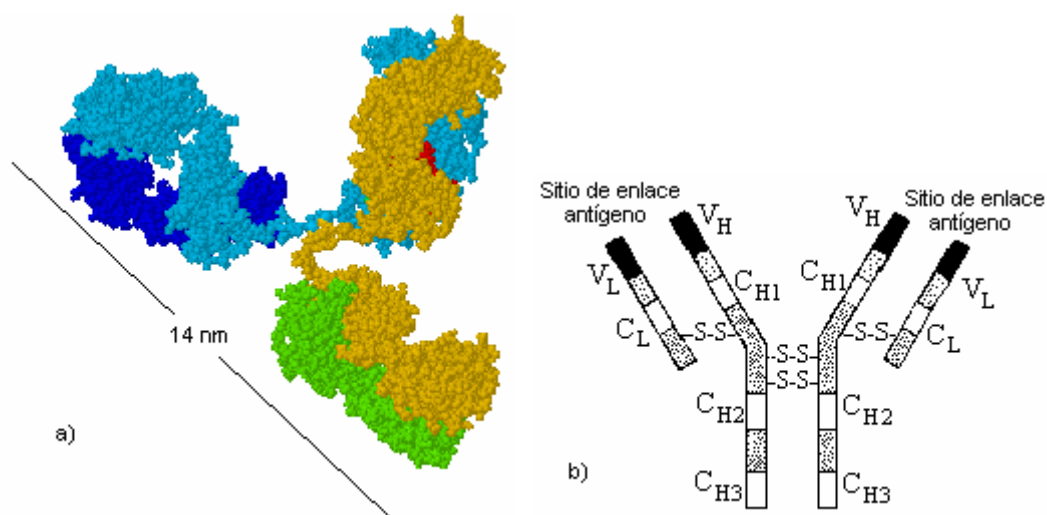 14 nm
a)
Sitio de enlace
antígeno
V_H
V_H
Sitio de enlace
antígeno
V_L
C_H1
C_H1
V_L
C_L
-S-S-
-S-S-
C_L
-S-S-
-S-S-
C_H2
C_H2
b)
C_H3
C_H3